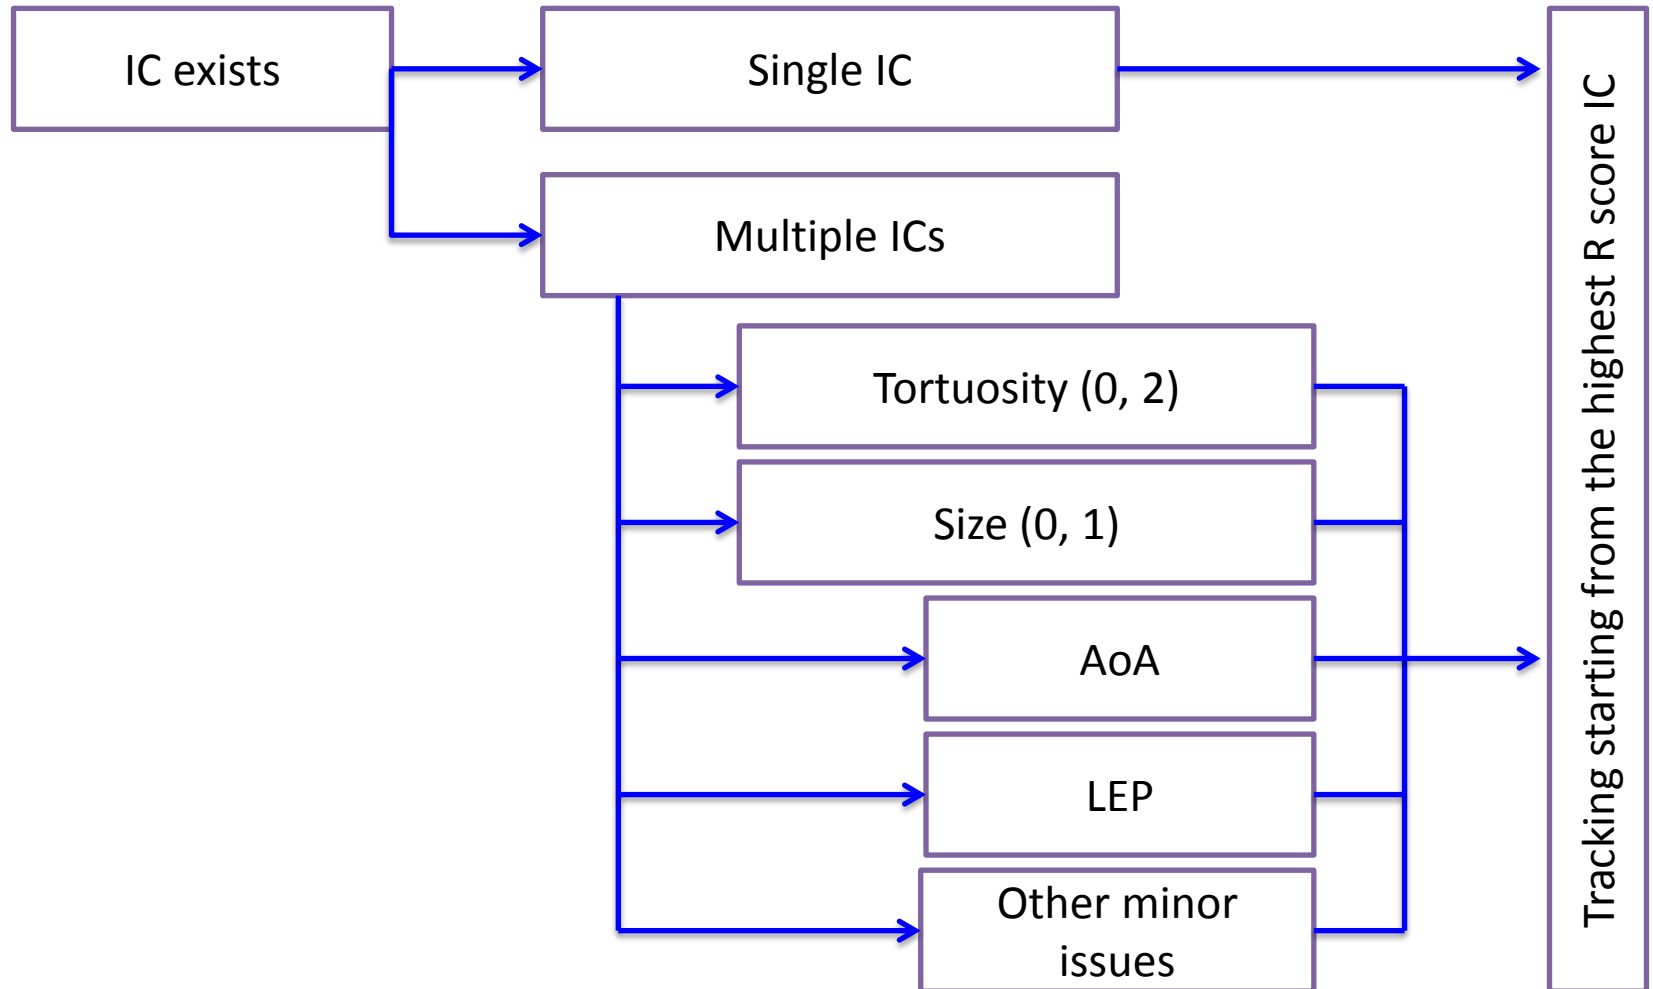 IC exists
Single IC
Multiple ICs
Tortuosity (0, 2)
Size (0, 1)
AoA
LEP
Other minor
issues
Tracking starting from the highest R score IC